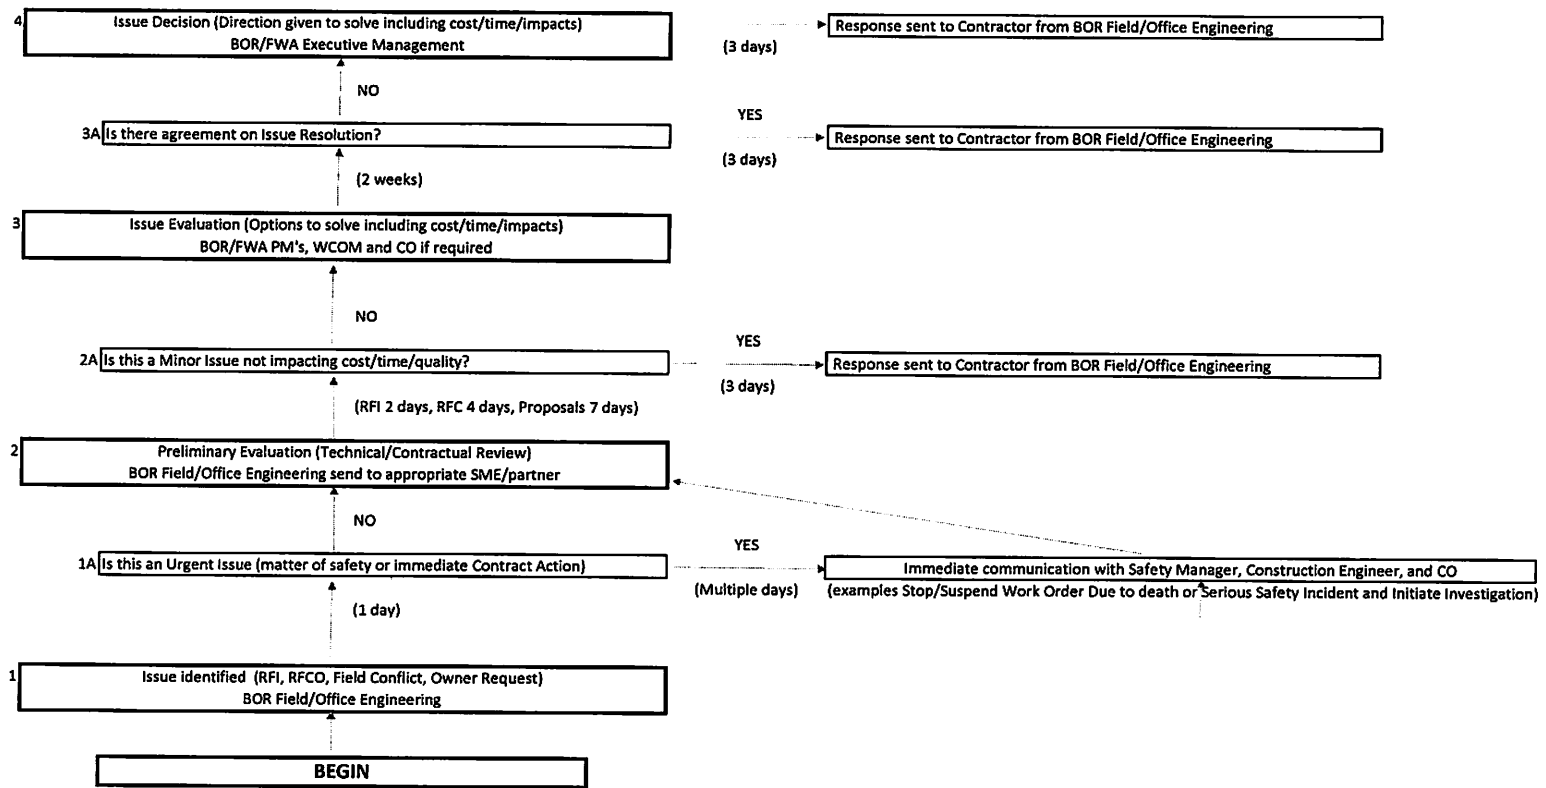 4 Issue Decision (Direction given to solve including cost/time/impacts)
BOR/FWA Executive Management
Response sent to Contractor from BOR Field/Office Engineering
(3 days)
NO
YES
3A Is there agreement on Issue Resolution?
Response sent to Contractor from BOR Field/Office Engineering
(3 days)
(2 weeks)
3 Issue Evaluation (Options to solve including cost/time/impacts)
BOR/FWA PM's, WCOM and CO if required
NO
YES
2A Is this a Minor Issue not impacting cost/time/quality?
Response sent to Contractor from BOR Field/Office Engineering
(3 days)
(RFI 2 days, RFC 4 days, Proposals 7 days)
2 Preliminary Evaluation (Technical/Contractual Review)
BOR Field/Office Engineering send to appropriate SME/partner
NO
YES
1A Is this an Urgent Issue (matter of safety or immediate Contract Action)
Immediate communication with Safety Manager, Construction Engineer, and CO
(Multiple days)
(examples Stop/Suspend Work Order Due to death or Serious Safety Incident and Initiate Investigation)
(1 day)
1 Issue identified (RFI, RFCO, Field Conflict, Owner Request)
BOR Field/Office Engineering
BEGIN